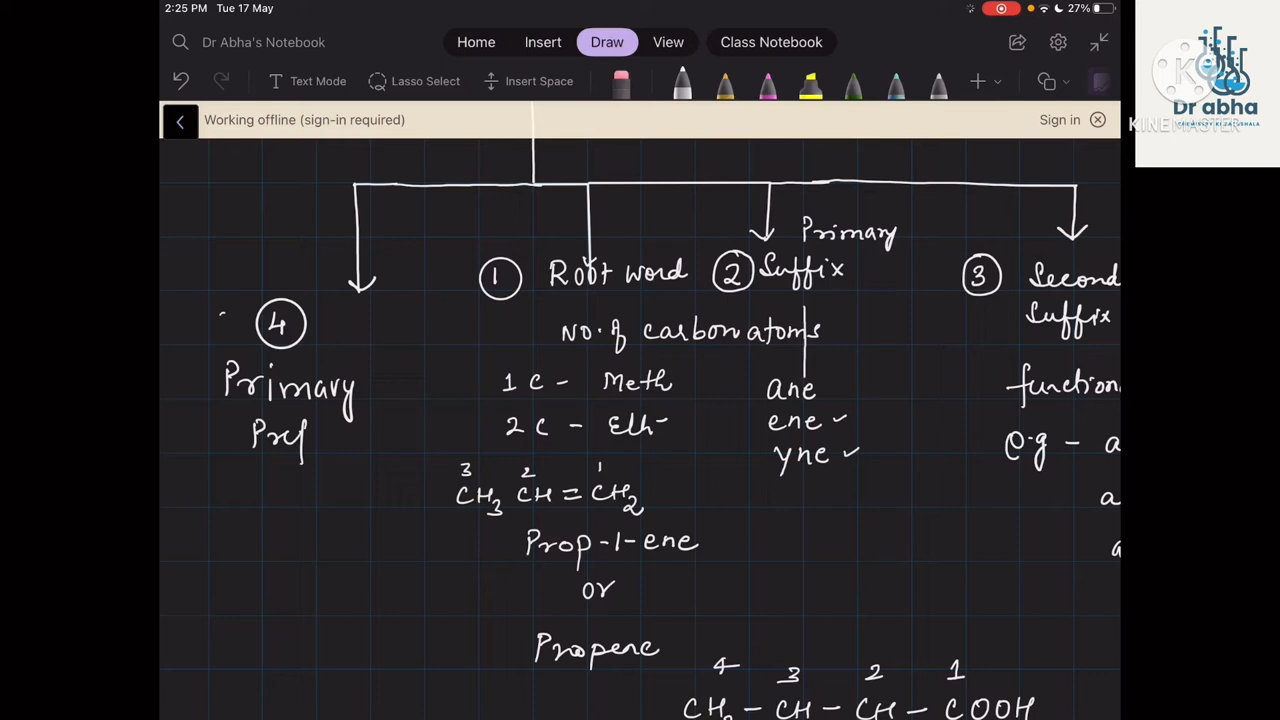 2:25 PM Tue 17 May
27%
Dr Abha's Notebook
Home Insert Draw View Class Notebook
Text Mode Lasso Select Insert Space
Working offline (sign-in required) Sign in
K
Dr abha
KINEMASTER
Primary
1 Root word 2 Suffix 3 Second
Suffix
4 No. of carbon atoms
Primary 1 C - Meth ane function
Pref 2 C - Eth- ene ✓ e.g - a
yne ✓
3 2 1
CH3 CH = CH2 a
Prop-1-ene a
or
Propene
4 3 2 1
CH2 - CH - CH - COOH